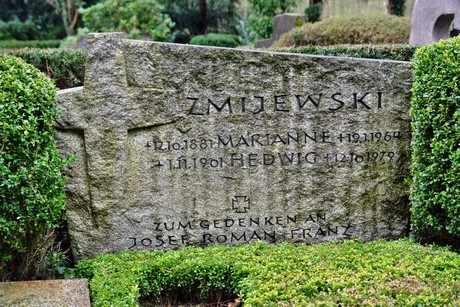 ZMIJEWSKI
*12.10.1881 MARIANNE +19.1.1964
*1.11.1901 HEDWIG +12.10.1979
ZUM GEDENKEN AN
JOSEF ROMAN FRANZ